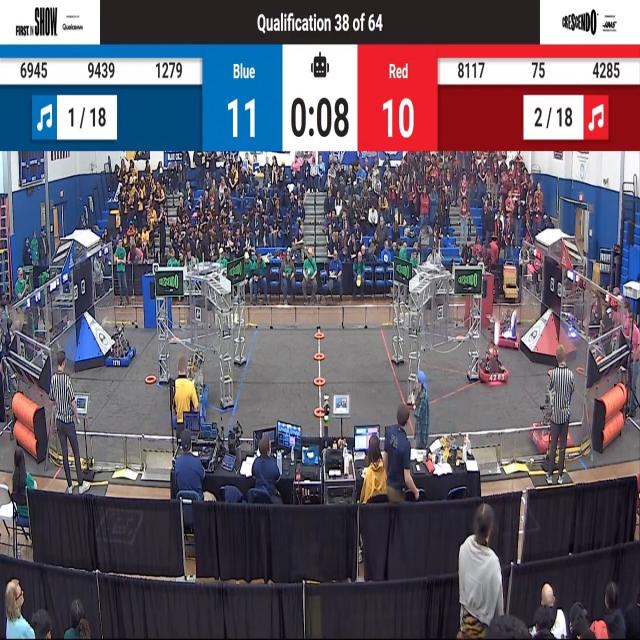 FIRST IN SHOW
Qualcomm
Qualification 38 of 64
CRESCENDO
6945 9439 1279
Blue
Red
8117 75 4285
1 / 18
11
0:08
10
2 / 18